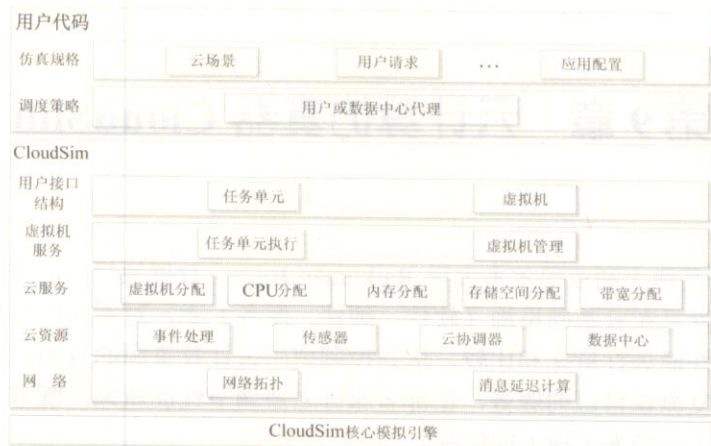 用户代码
仿真规格 云场景 用户请求 ... 应用配置
调度策略 用户或数据中心代理
CloudSim
用户接口
结构 任务单元 虚拟机
虚拟机
服务 任务单元执行 虚拟机管理
云服务 虚拟机分配 CPU分配 内存分配 存储空间分配 带宽分配
云资源 事件处理 传感器 云协调器 数据中心
网 络 网络拓扑 消息延迟计算
CloudSim核心模拟引擎